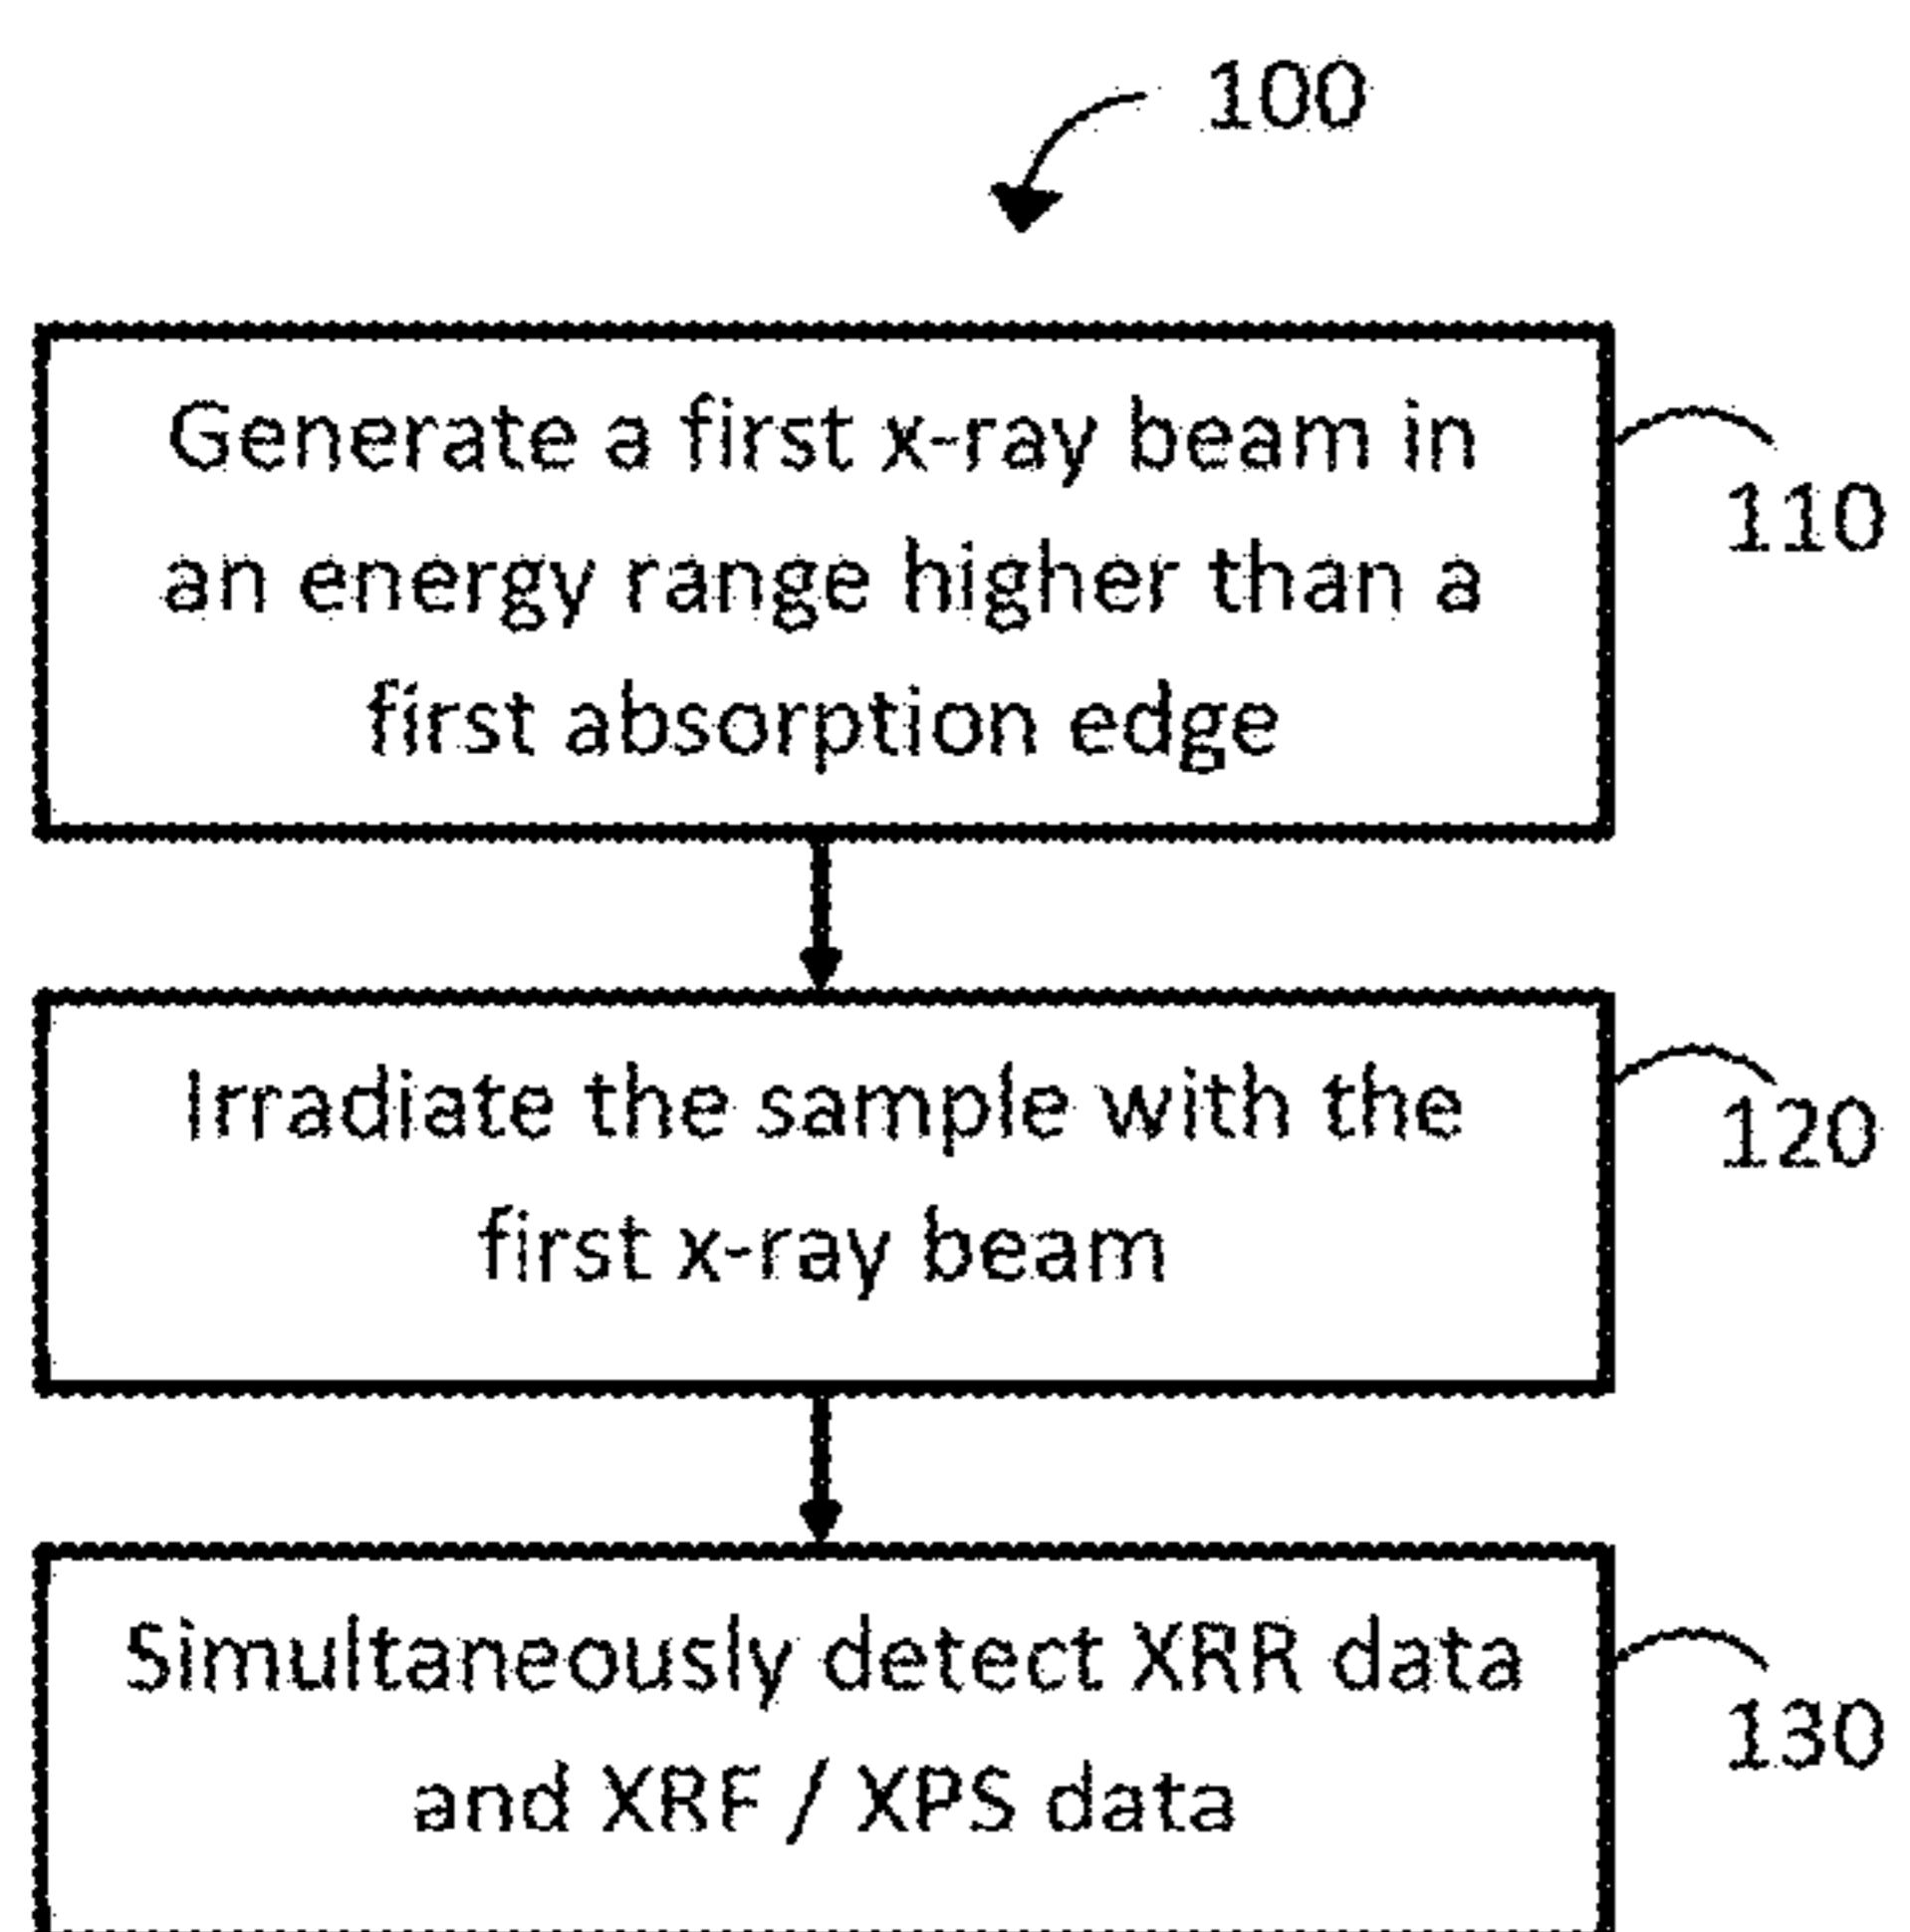 100
Generate a first x-ray beam in
an energy range higher than a
first absorption edge
110
Irradiate the sample with the
first x-ray beam
120
Simultaneously detect XRR data
and XRF / XPS data
130